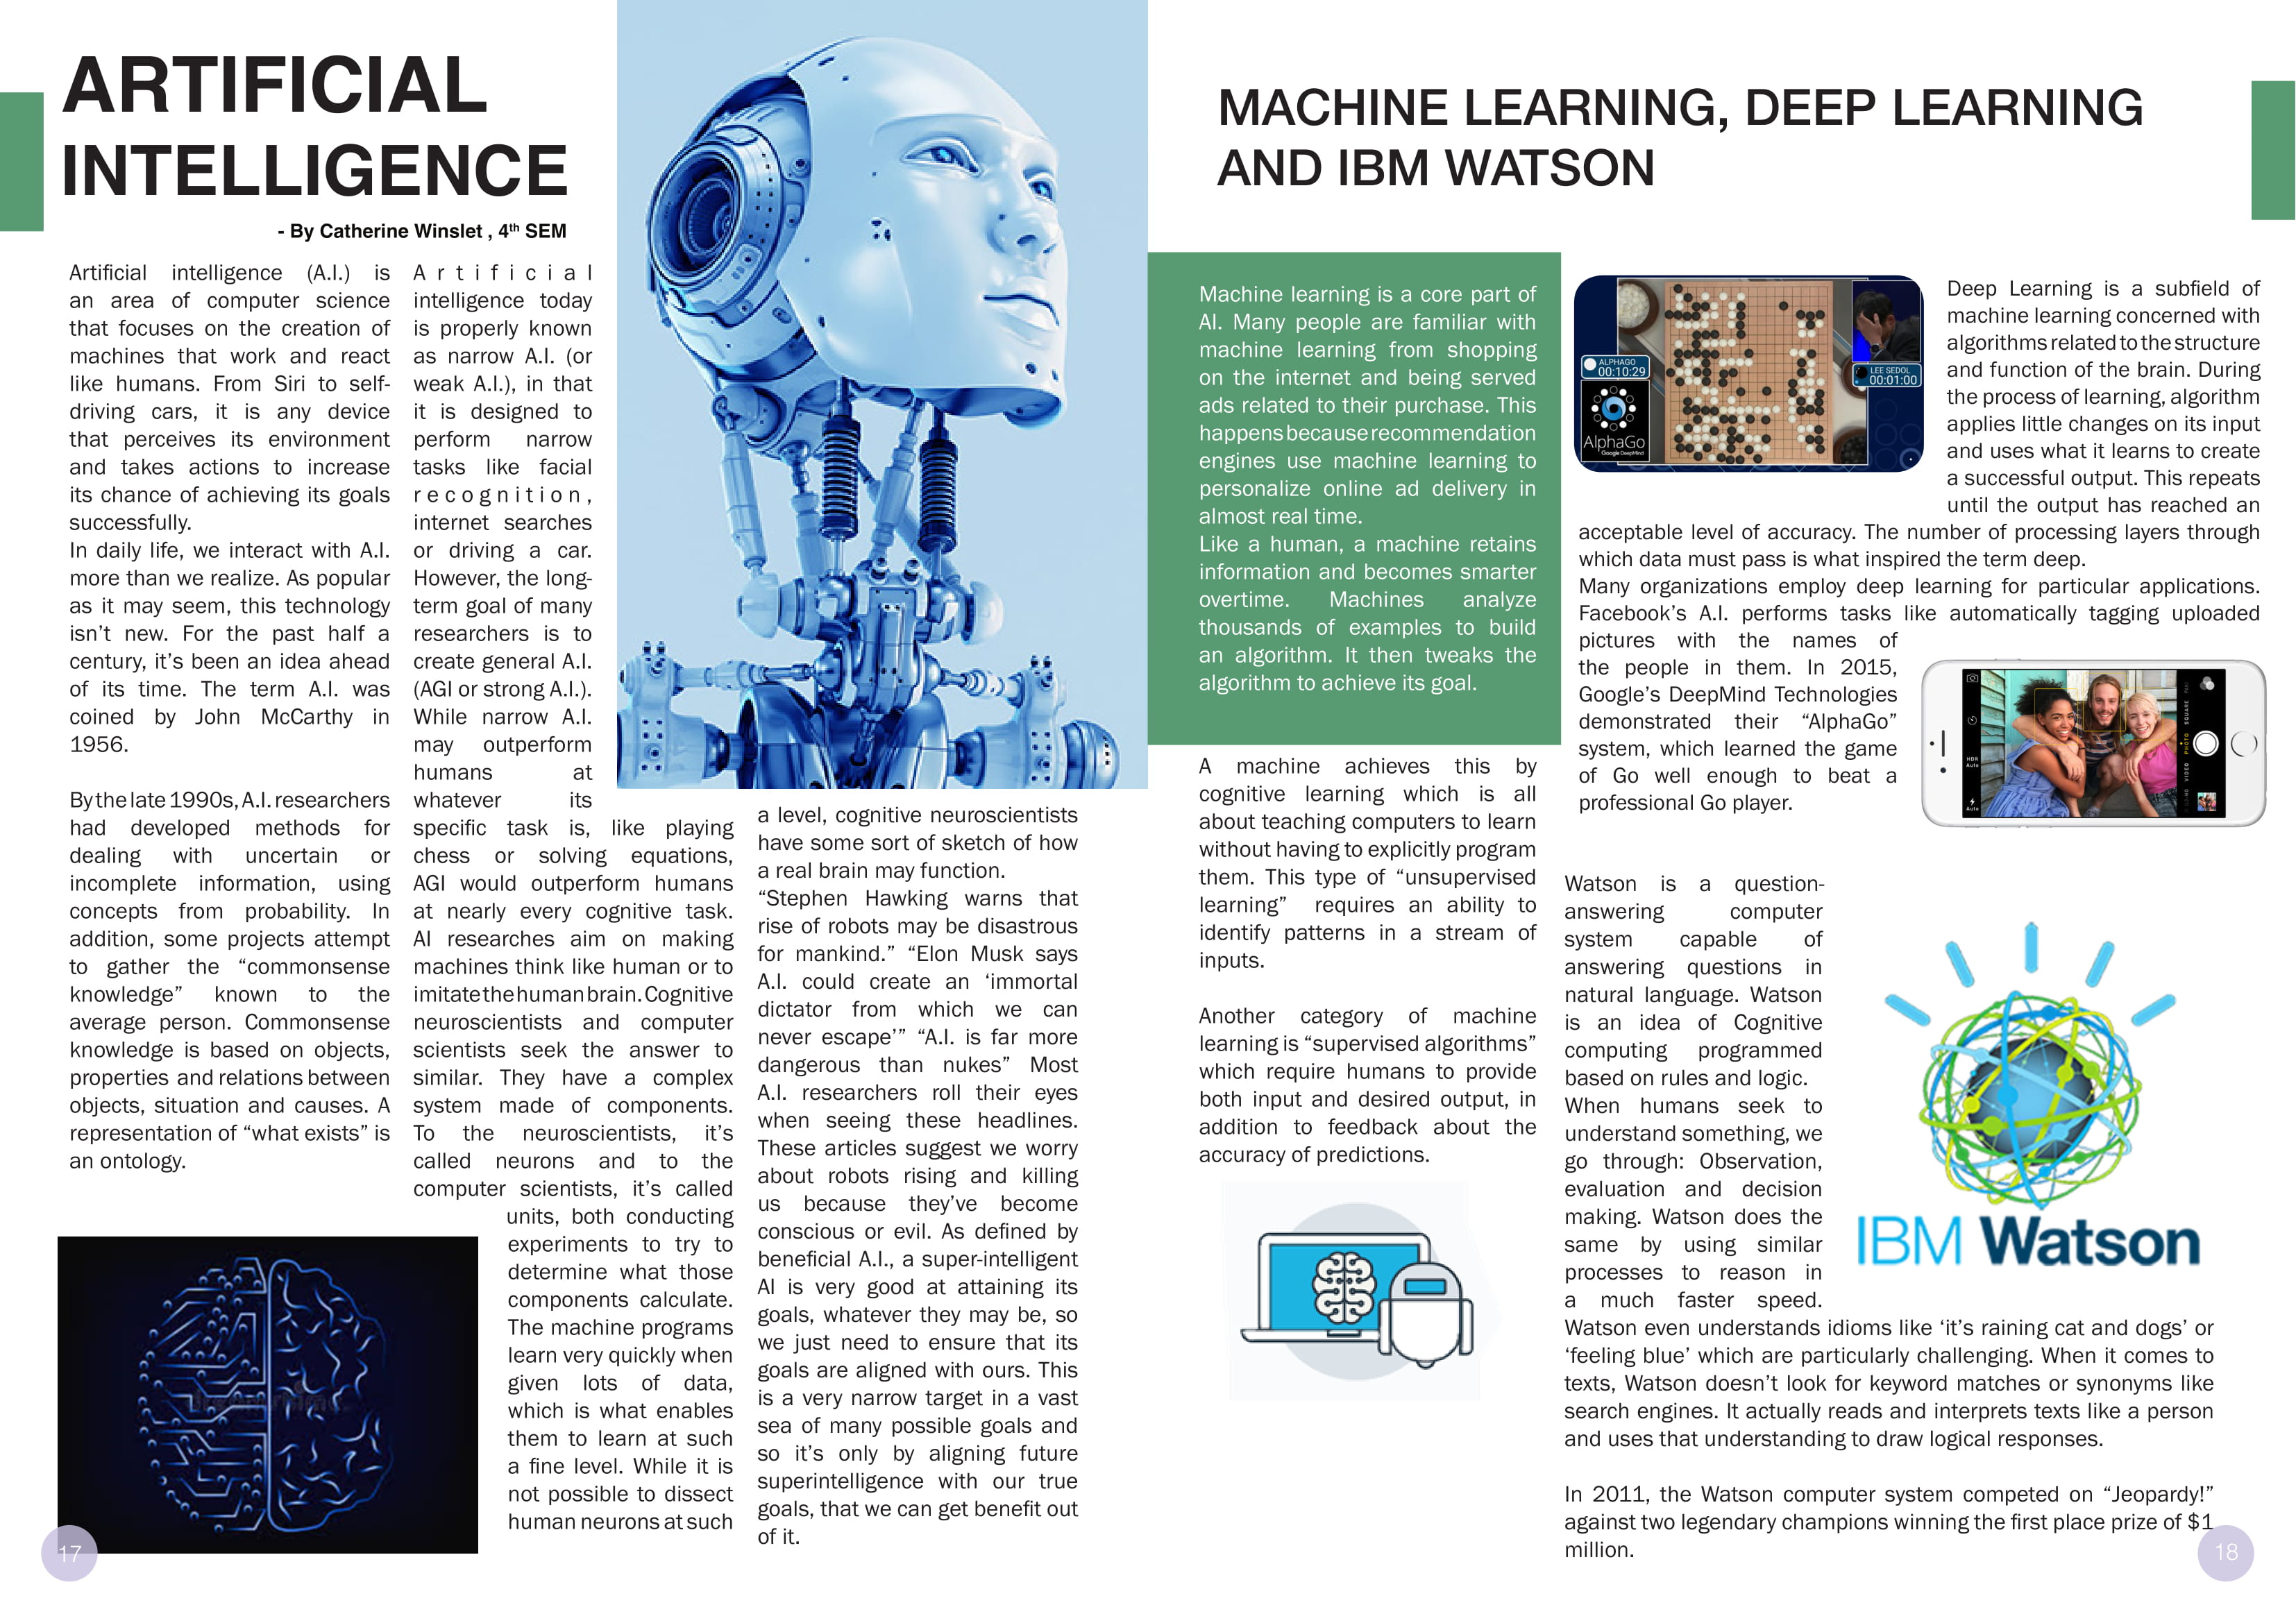 ARTIFICIAL
INTELLIGENCE
- By Catherine Winslet , 4th SEM
Artificial intelligence (A.I.) is
an area of computer science
that focuses on the creation of
machines that work and react
like humans. From Siri to self-
driving cars, it is any device
that perceives its environment
and takes actions to increase
its chance of achieving its goals
successfully.
In daily life, we interact with A.I.
more than we realize. As popular
as it may seem, this technology
isn’t new. For the past half a
century, it’s been an idea ahead
of its time. The term A.I. was
coined by John McCarthy in
1956.
By the late 1990s, A.I. researchers
had developed methods for
dealing with uncertain or
incomplete information, using
concepts from probability. In
addition, some projects attempt
to gather the “commonsense
knowledge” known to the
average person. Commonsense
knowledge is based on objects,
properties and relations between
objects, situation and causes. A
representation of “what exists” is
an ontology.
Artificial
intelligence today
is properly known
as narrow A.I. (or
weak A.I.), in that
it is designed to
perform narrow
tasks like facial
recognition,
internet searches
or driving a car.
However, the long-
term goal of many
researchers is to
create general A.I.
(AGI or strong A.I.).
While narrow A.I.
may outperform
humans at
whatever its
specific task is, like playing
chess or solving equations,
AGI would outperform humans
at nearly every cognitive task.
AI researches aim on making
machines think like human or to
imitate the human brain. Cognitive
neuroscientists and computer
scientists seek the answer to
similar. They have a complex
system made of components.
To the neuroscientists, it’s
called neurons and to the
computer scientists, it’s called
units, both conducting
experiments to try to
determine what those
components calculate.
The machine programs
learn very quickly when
given lots of data,
which is what enables
them to learn at such
a fine level. While it is
not possible to dissect
human neurons at such
a level, cognitive neuroscientists
have some sort of sketch of how
a real brain may function.
“Stephen Hawking warns that
rise of robots may be disastrous
for mankind.” “Elon Musk says
A.I. could create an ‘immortal
dictator from which we can
never escape’” “A.I. is far more
dangerous than nukes” Most
A.I. researchers roll their eyes
when seeing these headlines.
These articles suggest we worry
about robots rising and killing
us because they’ve become
conscious or evil. As defined by
beneficial A.I., a super-intelligent
AI is very good at attaining its
goals, whatever they may be, so
we just need to ensure that its
goals are aligned with ours. This
is a very narrow target in a vast
sea of many possible goals and
so it’s only by aligning future
superintelligence with our true
goals, that we can get benefit out
of it.
17
MACHINE LEARNING, DEEP LEARNING
AND IBM WATSON
Machine learning is a core part of
AI. Many people are familiar with
machine learning from shopping
on the internet and being served
ads related to their purchase. This
happens because recommendation
engines use machine learning to
personalize online ad delivery in
almost real time.
Like a human, a machine retains
information and becomes smarter
overtime. Machines analyze
thousands of examples to build
an algorithm. It then tweaks the
algorithm to achieve its goal.
A machine achieves this by
cognitive learning which is all
about teaching computers to learn
without having to explicitly program
them. This type of “unsupervised
learning” requires an ability to
identify patterns in a stream of
inputs.
Another category of machine
learning is “supervised algorithms”
which require humans to provide
both input and desired output, in
addition to feedback about the
accuracy of predictions.
ALPHAGO
00:10:29
AlphaGo
Google DeepMind
LEE SEDOL
00:01:00
Deep Learning is a subfield of
machine learning concerned with
algorithms related to the structure
and function of the brain. During
the process of learning, algorithm
applies little changes on its input
and uses what it learns to create
a successful output. This repeats
until the output has reached an
acceptable level of accuracy. The number of processing layers through
which data must pass is what inspired the term deep.
Many organizations employ deep learning for particular applications.
Facebook’s A.I. performs tasks like automatically tagging uploaded
pictures with the names of
the people in them. In 2015,
Google’s DeepMind Technologies
demonstrated their “AlphaGo”
system, which learned the game
of Go well enough to beat a
professional Go player.
HDR
Auto
Auto
SQUARE
PHOTO
VIDEO
Watson is a question-
answering computer
system capable of
answering questions in
natural language. Watson
is an idea of Cognitive
computing programmed
based on rules and logic.
When humans seek to
understand something, we
go through: Observation,
evaluation and decision
making. Watson does the
same by using similar
processes to reason in
a much faster speed.
Watson even understands idioms like ‘it’s raining cat and dogs’ or
‘feeling blue’ which are particularly challenging. When it comes to
texts, Watson doesn’t look for keyword matches or synonyms like
search engines. It actually reads and interprets texts like a person
and uses that understanding to draw logical responses.
In 2011, the Watson computer system competed on “Jeopardy!”
against two legendary champions winning the first place prize of $1
million.
IBM Watson
18